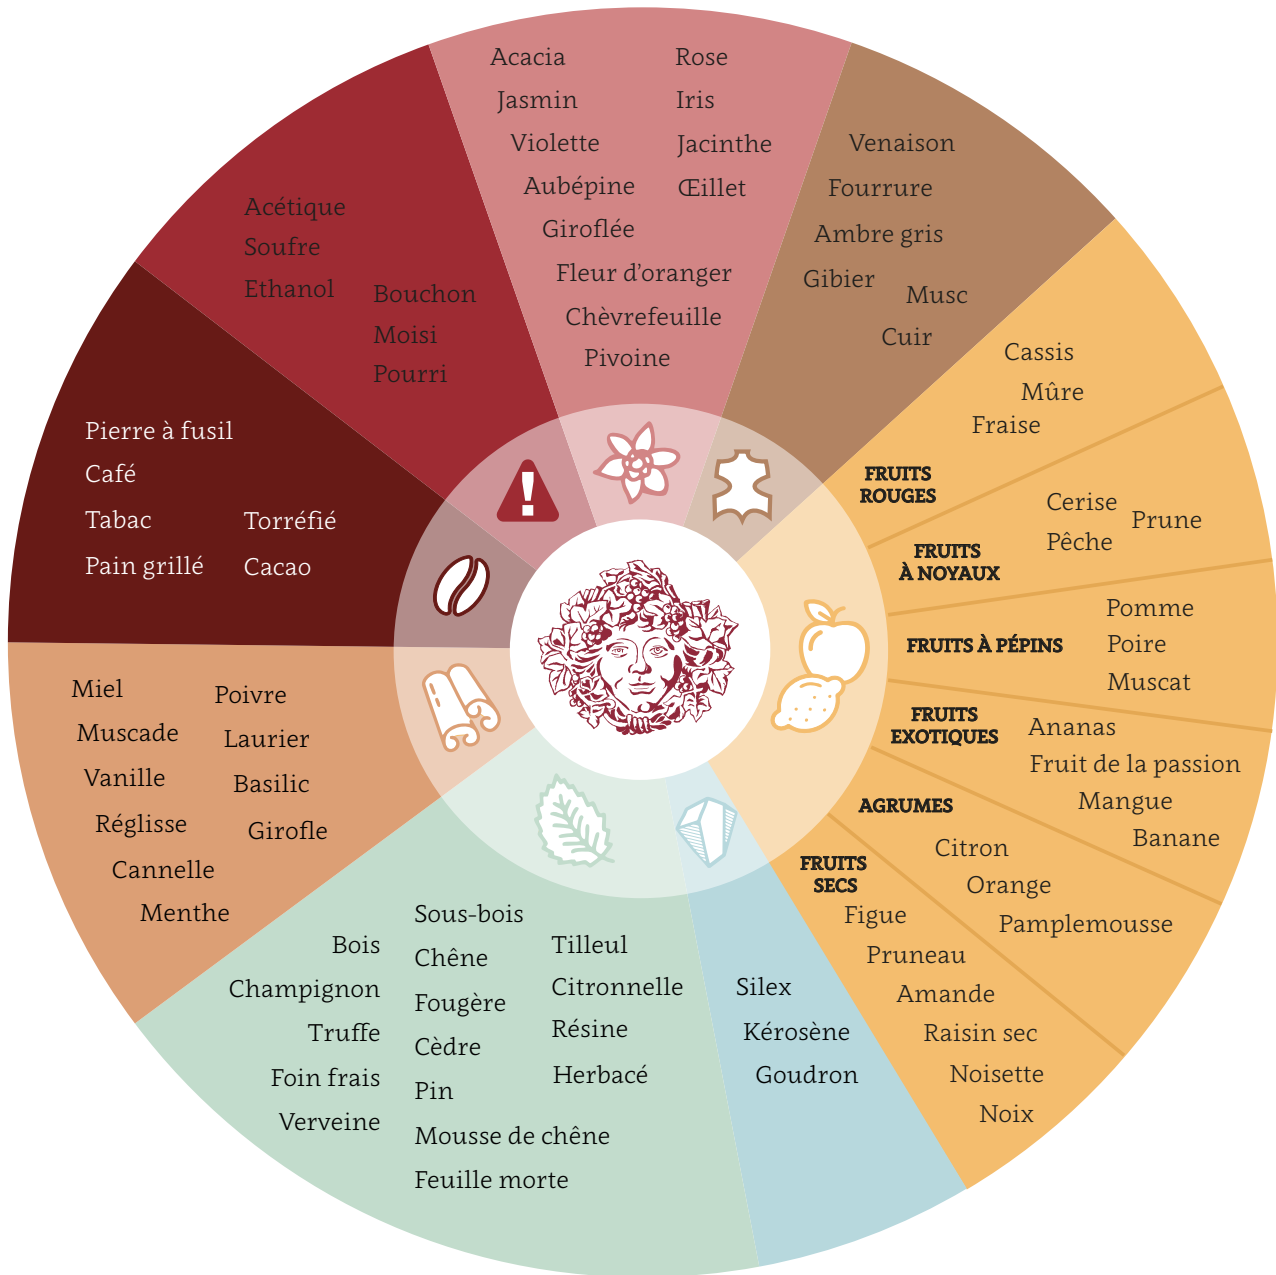 Acacia
Jasmin
Violette
Aubépine
Giroflée
Fleur d'oranger
Chèvrefeuille
Pivoine
Rose
Iris
Jacinthe
Œillet
Venaison
Fourrure
Ambre gris
Gibier
Musc
Cuir
FRUITS
ROUGES
Cassis
Mûre
Fraise
FRUITS
À NOYAUX
Cerise
Pêche
Prune
FRUITS À PÉPINS
Pomme
Poire
Muscat
FRUITS
EXOTIQUES
Ananas
Fruit de la passion
Mangue
Banane
AGRUMES
Citron
Orange
Pamplemousse
FRUITS
SECS
Figue
Pruneau
Amande
Raisin sec
Noisette
Noix
Silex
Kérosène
Goudron
Sous-bois
Chêne
Fougère
Cèdre
Pin
Mousse de chêne
Feuille morte
Tilleul
Citronnelle
Résine
Herbacé
Bois
Champignon
Truffe
Foin frais
Verveine
Miel
Muscade
Vanille
Réglisse
Cannelle
Menthe
Poivre
Laurier
Basilic
Girofle
Pierre à fusil
Café
Tabac
Pain grillé
Torréfié
Cacao
Acétique
Soufre
Ethanol
Bouchon
Moisi
Pourri